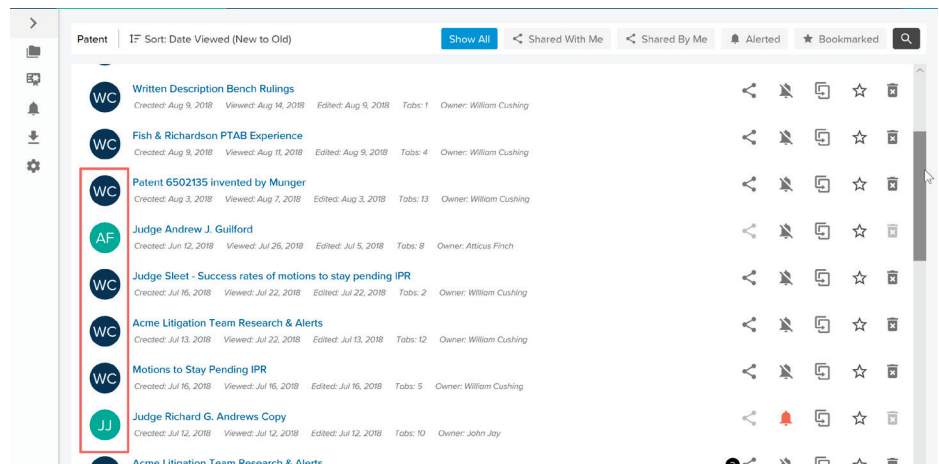 Patent Sort: Date Viewed (New to Old) Show All Shared With Me Shared By Me Alerted Bookmarked
WC Written Description Bench Rulings
Created: Aug 9, 2018 Viewed: Aug 14, 2018 Edited: Aug 9, 2018 Tabs: 1 Owner: William Cushing
WC Fish & Richardson PTAB Experience
Created: Aug 9, 2018 Viewed: Aug 11, 2018 Edited: Aug 9, 2018 Tabs: 4 Owner: William Cushing
WC Patent 6502135 invented by Munger
Created: Aug 3, 2018 Viewed: Aug 7, 2018 Edited: Aug 3, 2018 Tabs: 13 Owner: William Cushing
AF Judge Andrew J. Guilford
Created: Jun 12, 2018 Viewed: Jul 26, 2018 Edited: Jul 5, 2018 Tabs: 8 Owner: Atticus Finch
WC Judge Sleet - Success rates of motions to stay pending IPR
Created: Jul 16, 2018 Viewed: Jul 22, 2018 Edited: Jul 22, 2018 Tabs: 2 Owner: William Cushing
WC Acme Litigation Team Research & Alerts
Created: Jul 13, 2018 Viewed: Jul 22, 2018 Edited: Jul 13, 2018 Tabs: 12 Owner: William Cushing
WC Motions to Stay Pending IPR
Created: Jul 16, 2018 Viewed: Jul 16, 2018 Edited: Jul 16, 2018 Tabs: 5 Owner: William Cushing
JJ Judge Richard G. Andrews Copy
Created: Jul 12, 2018 Viewed: Jul 12, 2018 Edited: Jul 12, 2018 Tabs: 10 Owner: John Jay
Acme Litigation Team Research & Alerts